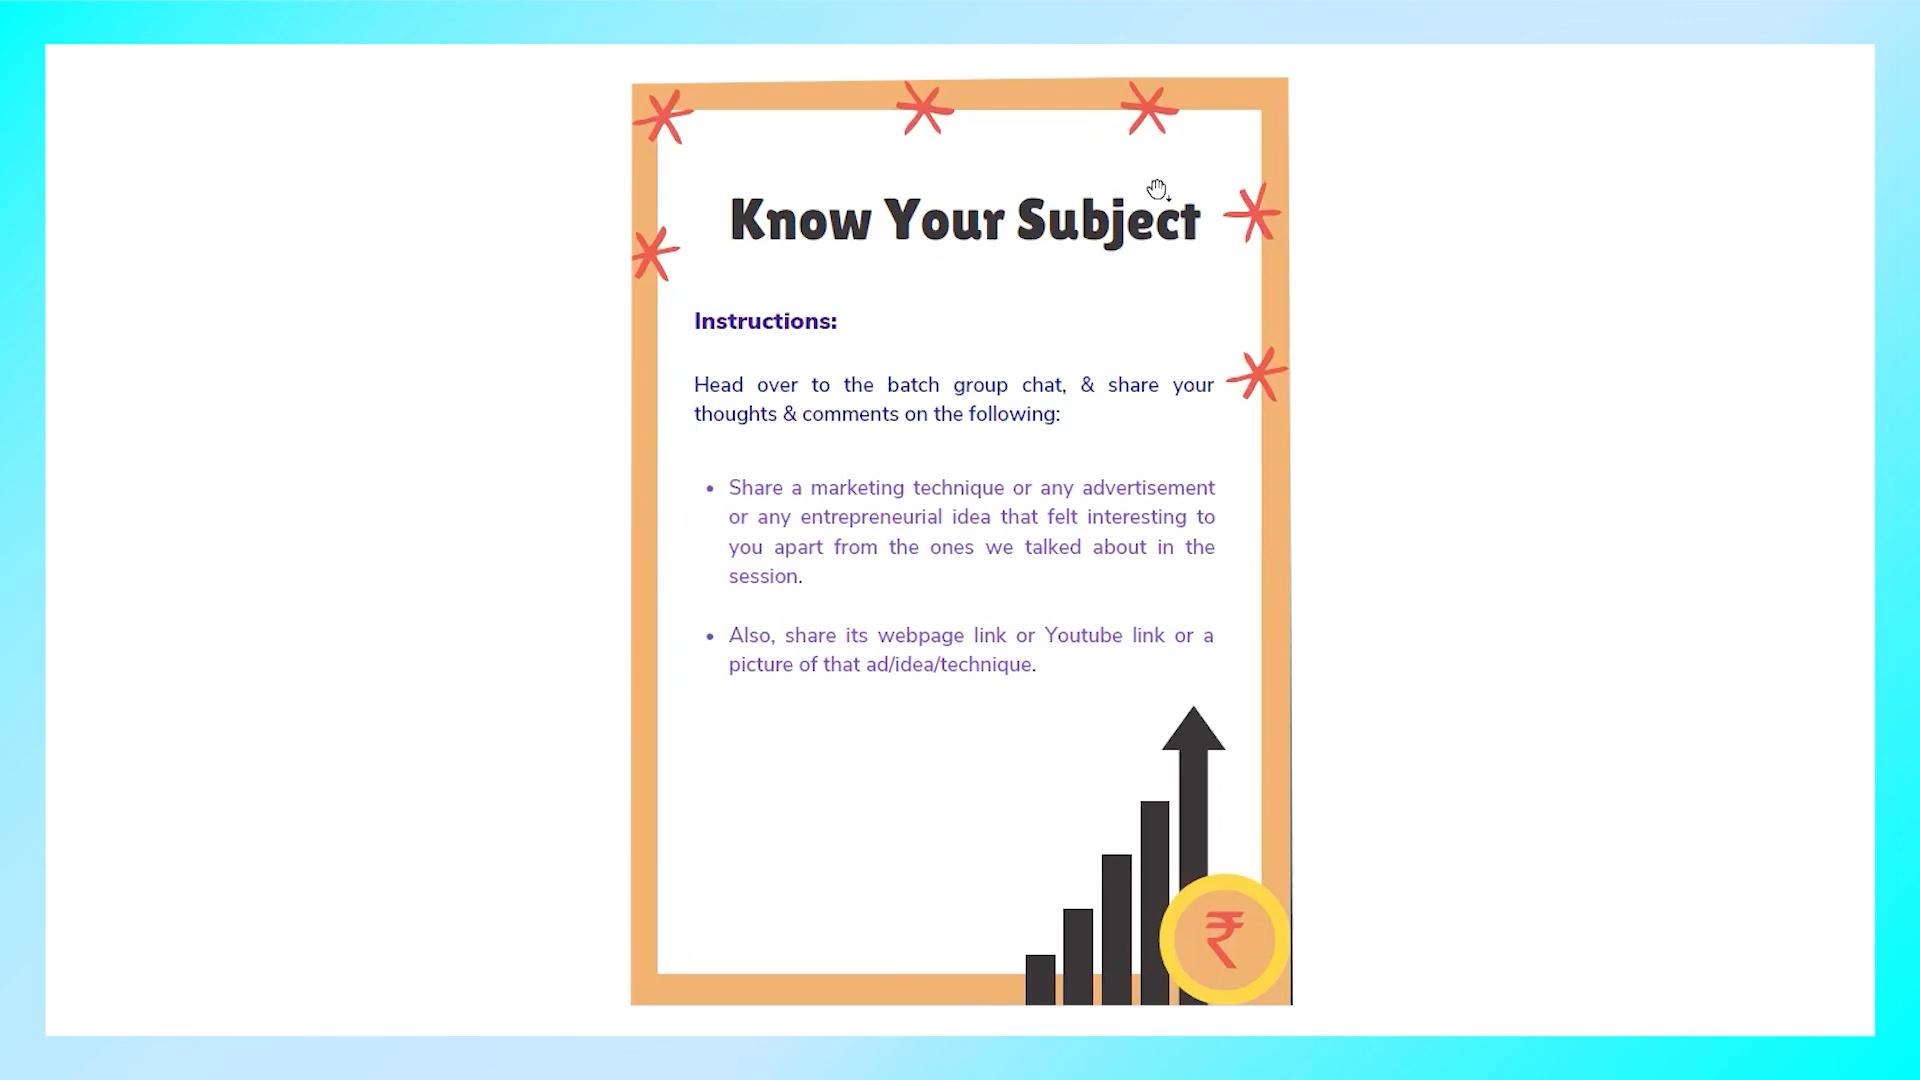 Know Your Subject
Instructions:
Head over to the batch group chat, & share your
thoughts & comments on the following:
• Share a marketing technique or any advertisement
or any entrepreneurial idea that felt interesting to
you apart from the ones we talked about in the
session.
• Also, share its webpage link or Youtube link or a
picture of that ad/idea/technique.
₹